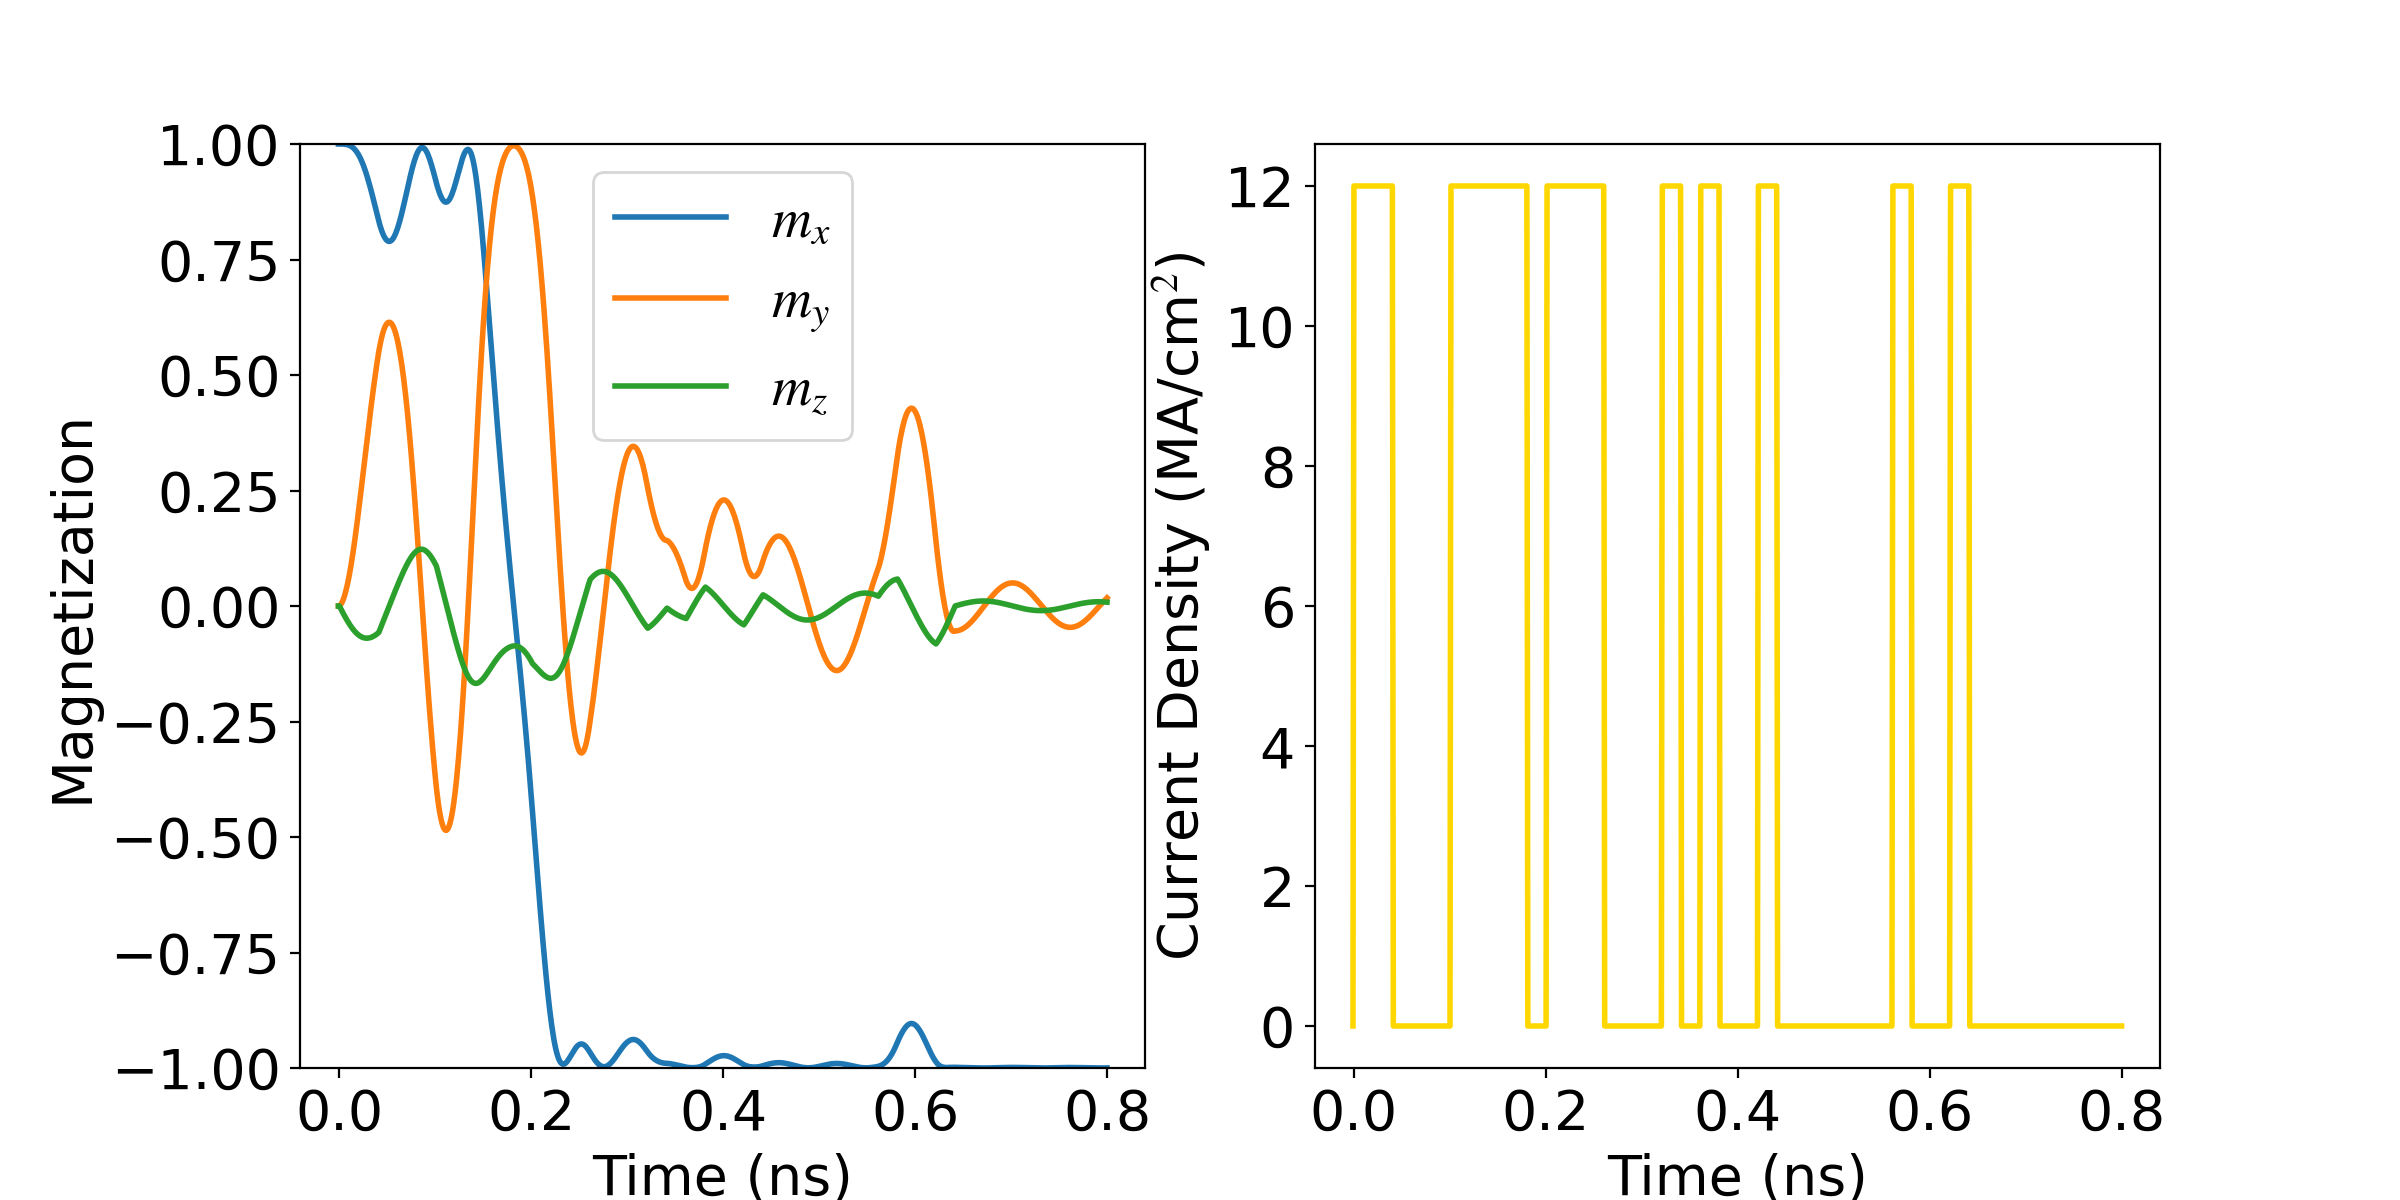 1.00
0.75
0.50
0.25
0.00
−0.25
−0.50
−0.75
−1.00
Magnetization
0.0 0.2 0.4 0.6 0.8
Time (ns)
m_x
m_y
m_z
12
10
8
6
4
2
0
Current Density (MA/cm²)
0.0 0.2 0.4 0.6 0.8
Time (ns)